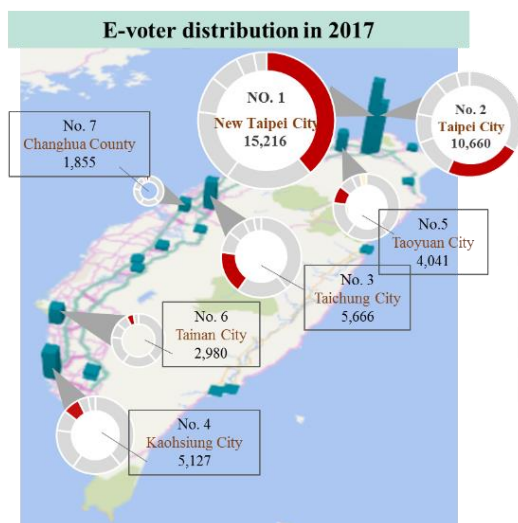 E-voter distribution in 2017
NO. 1
New Taipei City
15,216
No. 2
Taipei City
10,660
No. 7
Changhua County
1,855
No.5
Taoyuan City
4,041
No. 3
Taichung City
5,666
No. 6
Tainan City
2,980
No. 4
Kaohsiung City
5,127